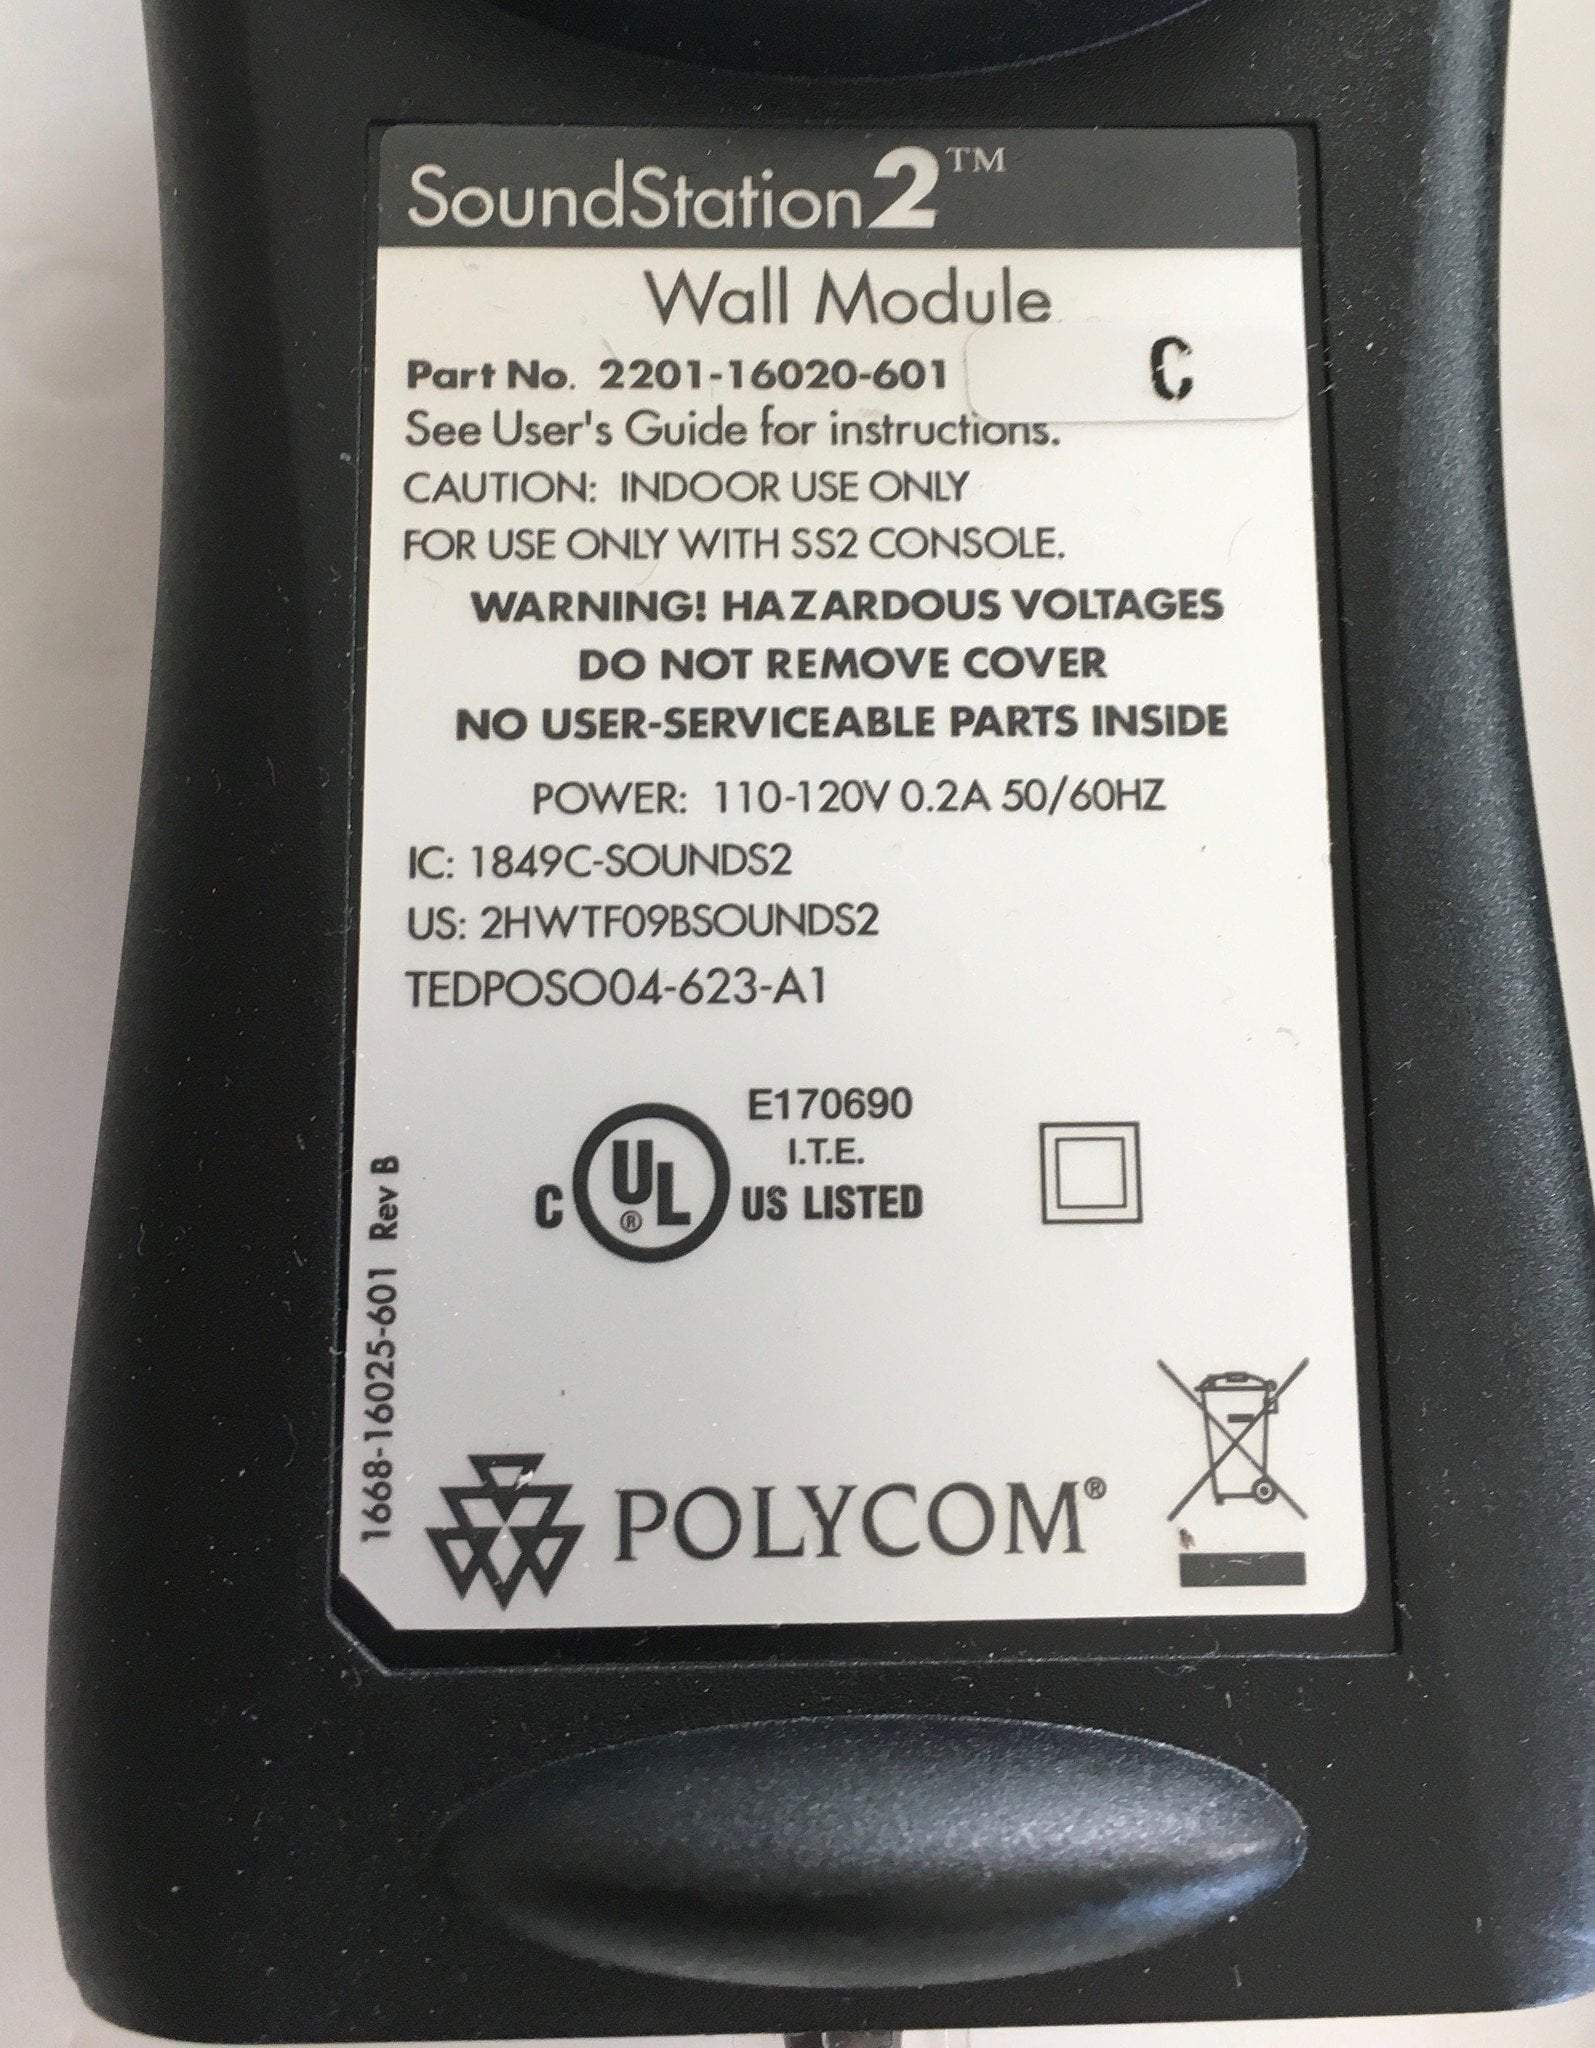 SoundStation2™
Wall Module
Part No. 2201-16020-601 C
See User's Guide for instructions.
CAUTION: INDOOR USE ONLY
FOR USE ONLY WITH SS2 CONSOLE.
WARNING! HAZARDOUS VOLTAGES
DO NOT REMOVE COVER
NO USER-SERVICEABLE PARTS INSIDE
POWER: 110-120V 0.2A 50/60HZ
IC: 1849C-SOUNDS2
US: 2HWTF09BSOUNDS2
TEDPOSO04-623-A1
E170690
I.T.E.
C UL® US LISTED
1668-16025-601 Rev B
POLYCOM®